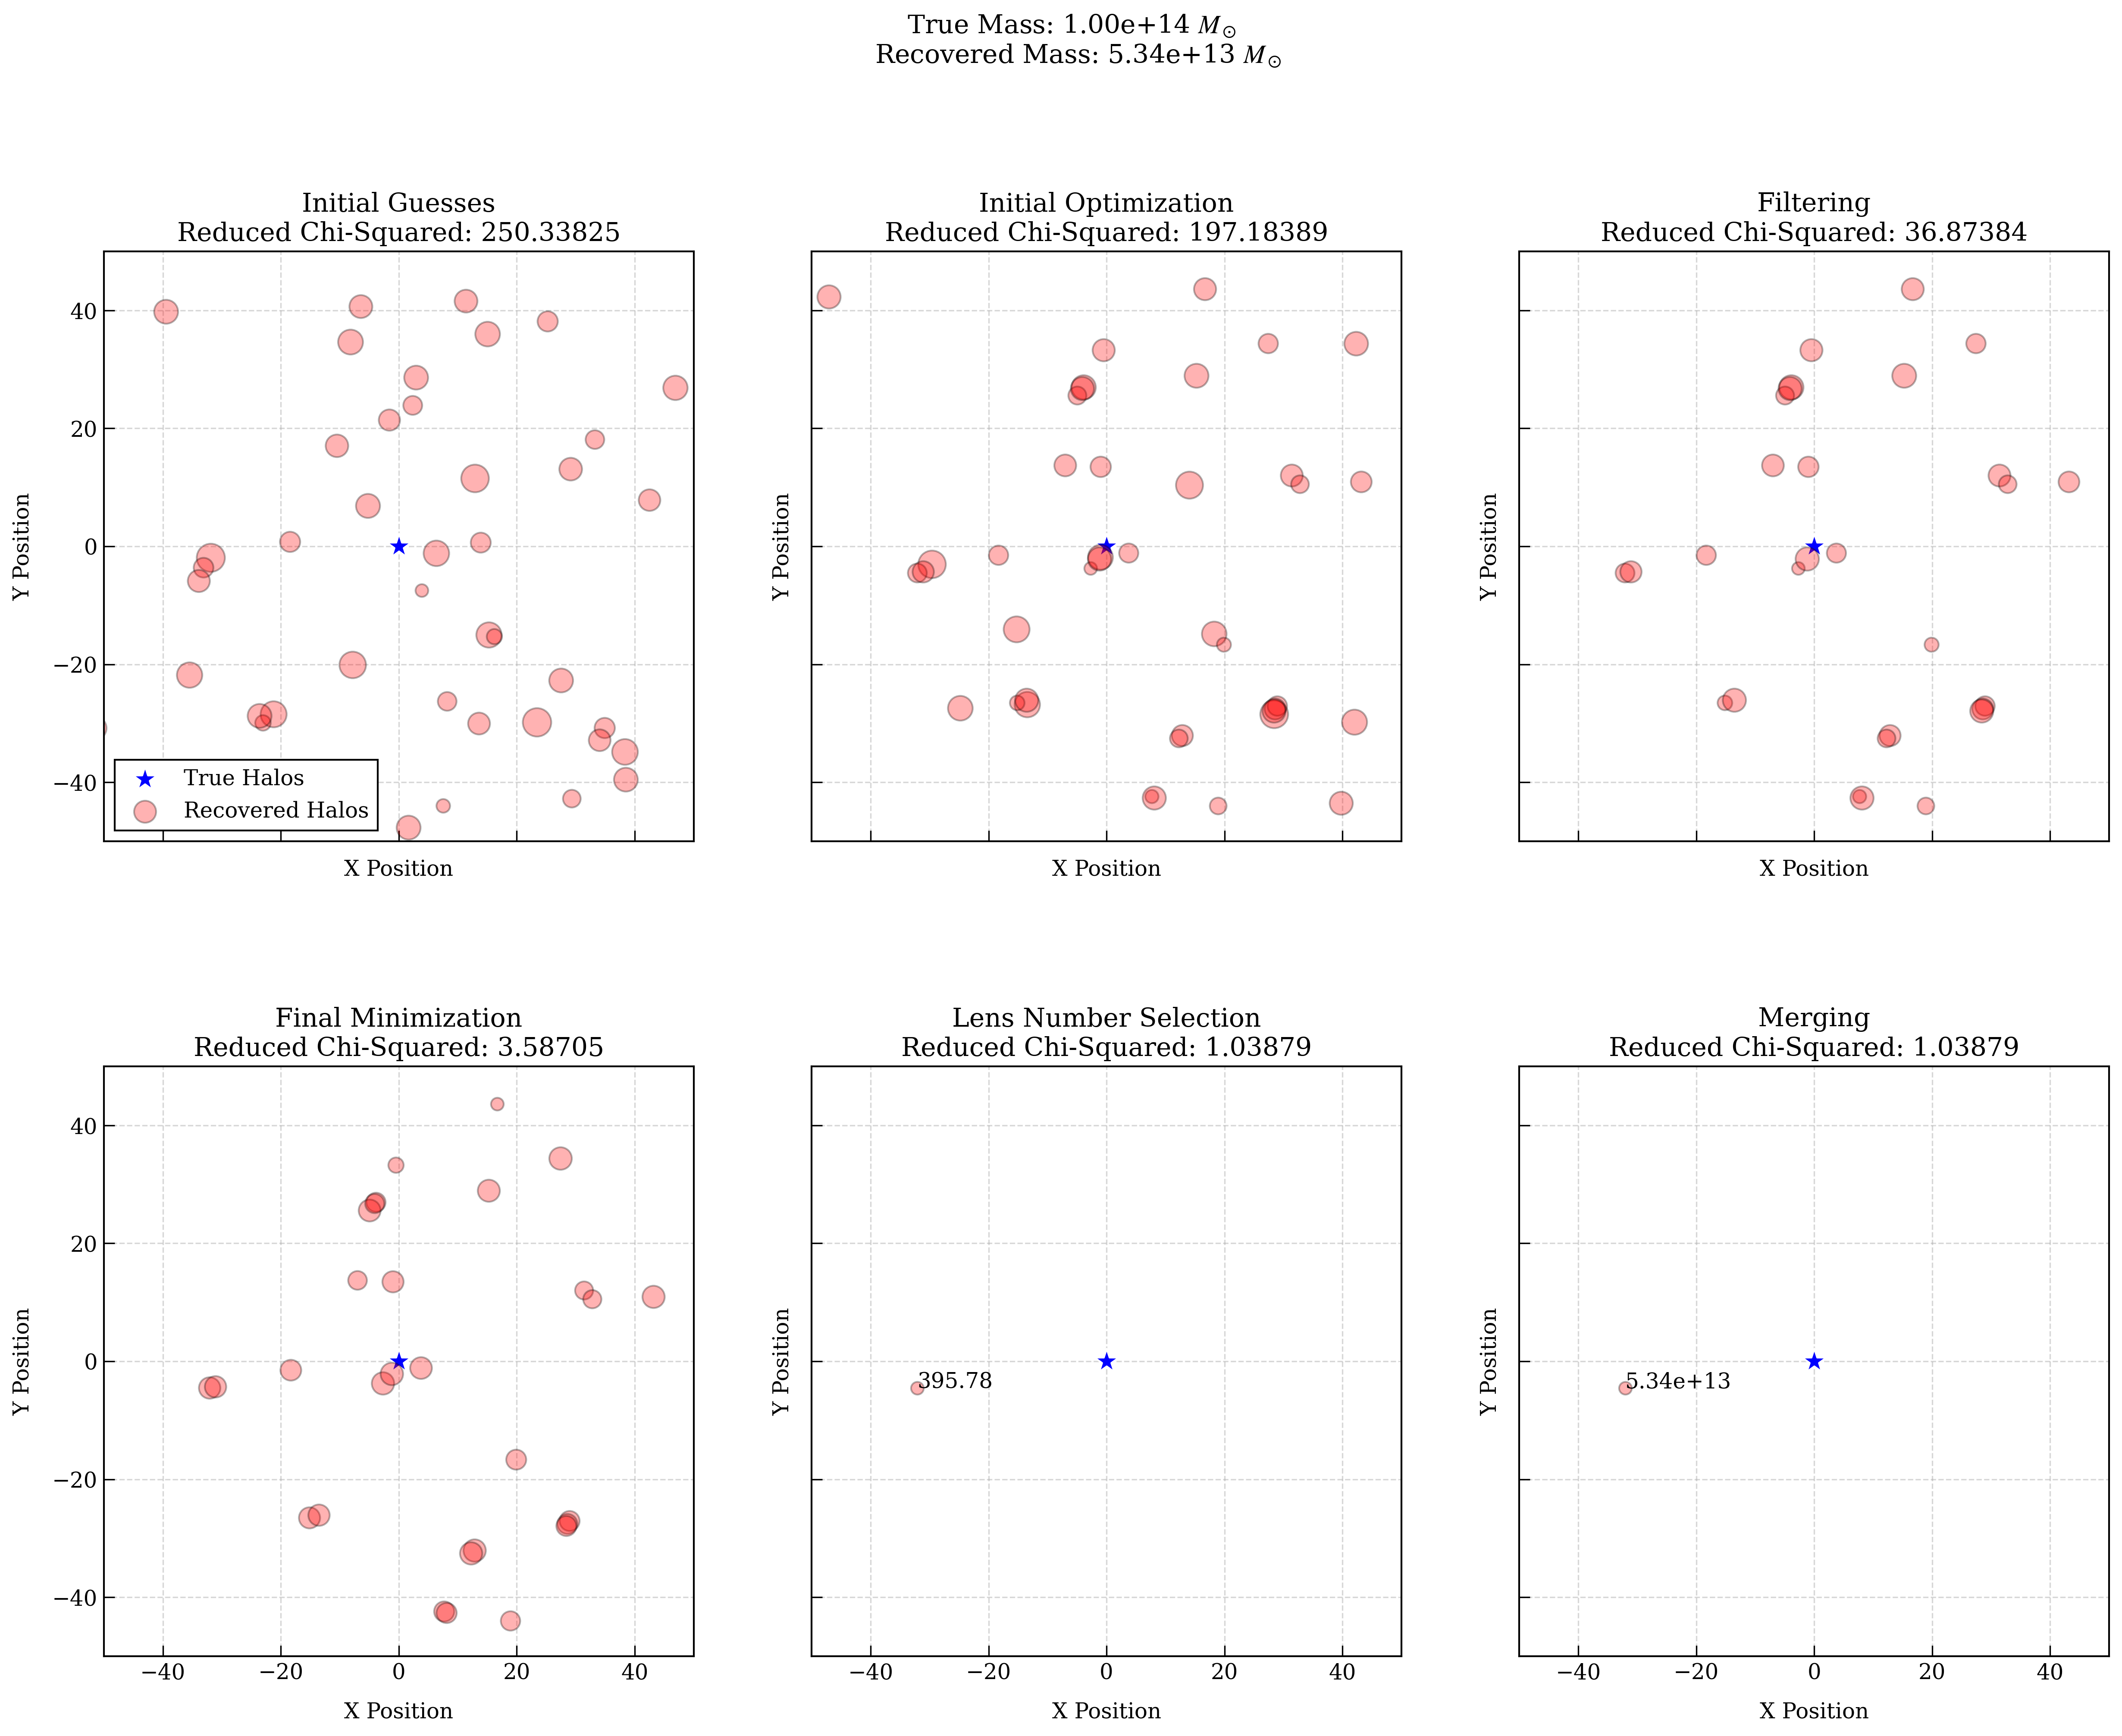 True Mass: 1.00e+14 M⊙
Recovered Mass: 5.34e+13 M⊙
Initial Guesses
Reduced Chi-Squared: 250.33825
Y Position
40
20
0
−20
−40
True Halos
Recovered Halos
X Position
Initial Optimization
Reduced Chi-Squared: 197.18389
Y Position
X Position
Filtering
Reduced Chi-Squared: 36.87384
Y Position
X Position
Final Minimization
Reduced Chi-Squared: 3.58705
Y Position
40
20
0
−20
−40
−40 −20 0 20 40
X Position
Lens Number Selection
Reduced Chi-Squared: 1.03879
Y Position
395.78
−40 −20 0 20 40
X Position
Merging
Reduced Chi-Squared: 1.03879
Y Position
5.34e+13
−40 −20 0 20 40
X Position